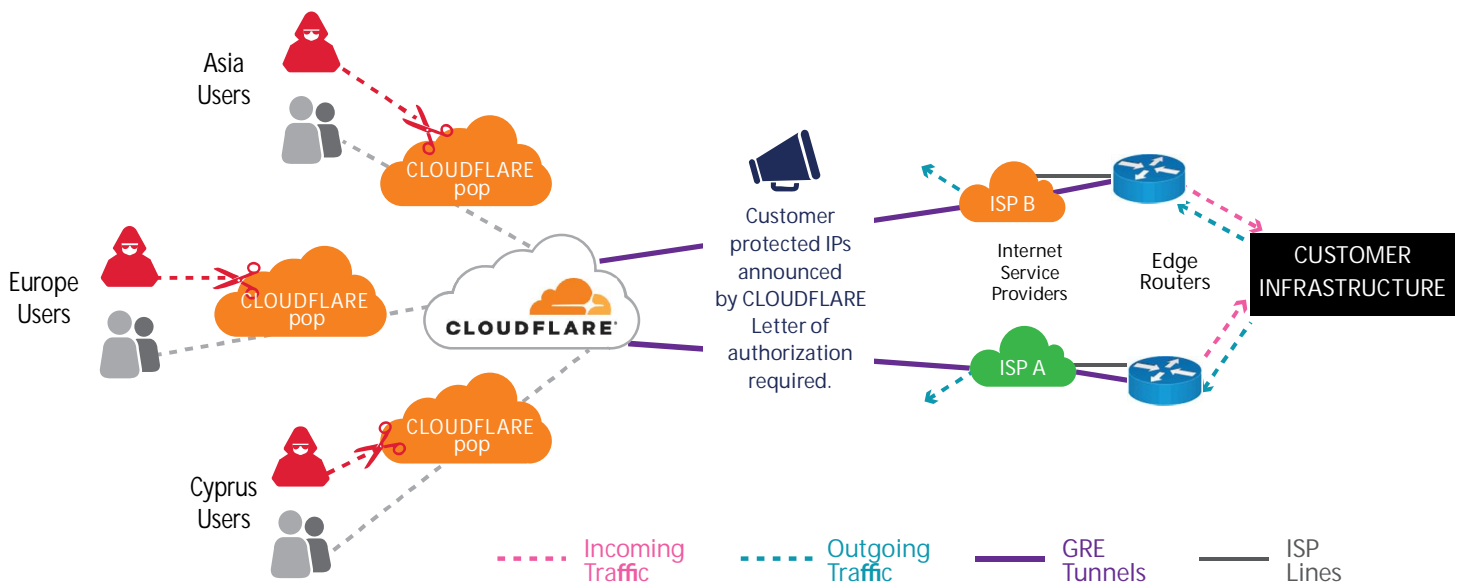 Asia
Users
CLOUDFLARE
pop
Europe
Users
CLOUDFLARE
pop
CLOUDFLARE
Cyprus
Users
CLOUDFLARE
pop
Customer
protected IPs
announced
by CLOUDFLARE
Letter of
authorization
required.
ISP B
Internet
Service
Providers
ISP A
Edge
Routers
CUSTOMER
INFRASTRUCTURE
Incoming
Traffic
Outgoing
Traffic
GRE
Tunnels
ISP
Lines